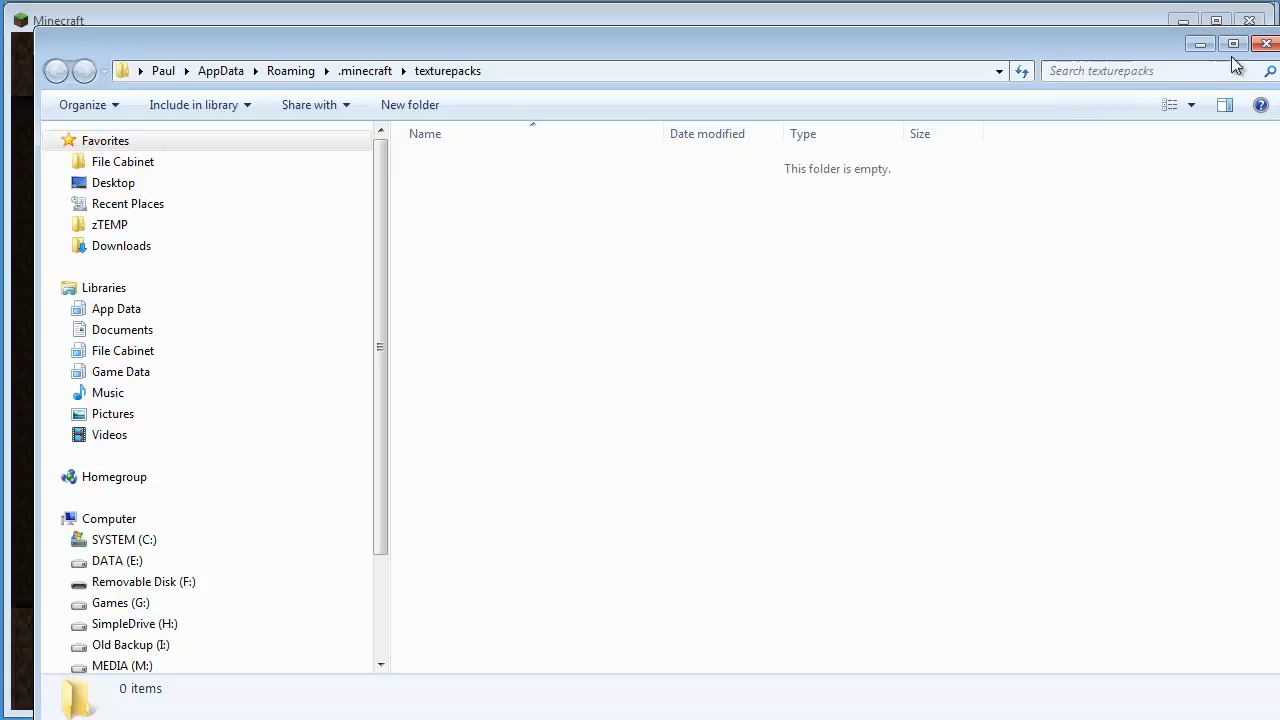 Minecraft
Paul AppData Roaming .minecraft texturepacks
Search texturepacks
Organize Include in library Share with New folder
Name Date modified Type Size
This folder is empty.
Favorites
File Cabinet
Desktop
Recent Places
zTEMP
Downloads
Libraries
App Data
Documents
File Cabinet
Game Data
Music
Pictures
Videos
Homegroup
Computer
SYSTEM (C:)
DATA (E:)
Removable Disk (F:)
Games (G:)
SimpleDrive (H:)
Old Backup (I:)
MEDIA (M:)
0 items